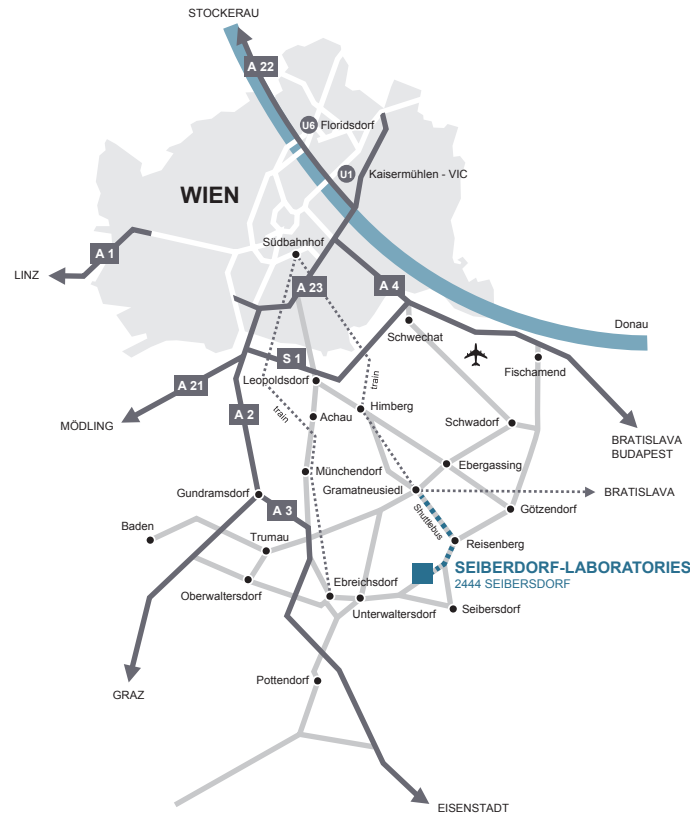 STOCKERAU
A 22
U6 Floridsdorf
U1
Kaisermühlen - VIC
WIEN
Südbahnhof
A 1
LINZ
A 23
A 4
Donau
Schwechat
S 1
Fischamend
Leopoldsdorf
train
A 21
train
Himberg
A 2
Achau
Schwadorf
MÖDLING
BRATISLAVA
BUDAPEST
Ebergassing
Münchendorf
Gramatneusiedl
Gundramsdorf
BRATISLAVA
A 3
Shuttlebus
Götzendorf
Baden
Trumau
Reisenberg
SEIBERDORF-LABORATORIES
2444 SEIBERSDORF
Ebreichsdorf
Oberwaltersdorf
Unterwaltersdorf
Seibersdorf
Pottendorf
GRAZ
EISENSTADT